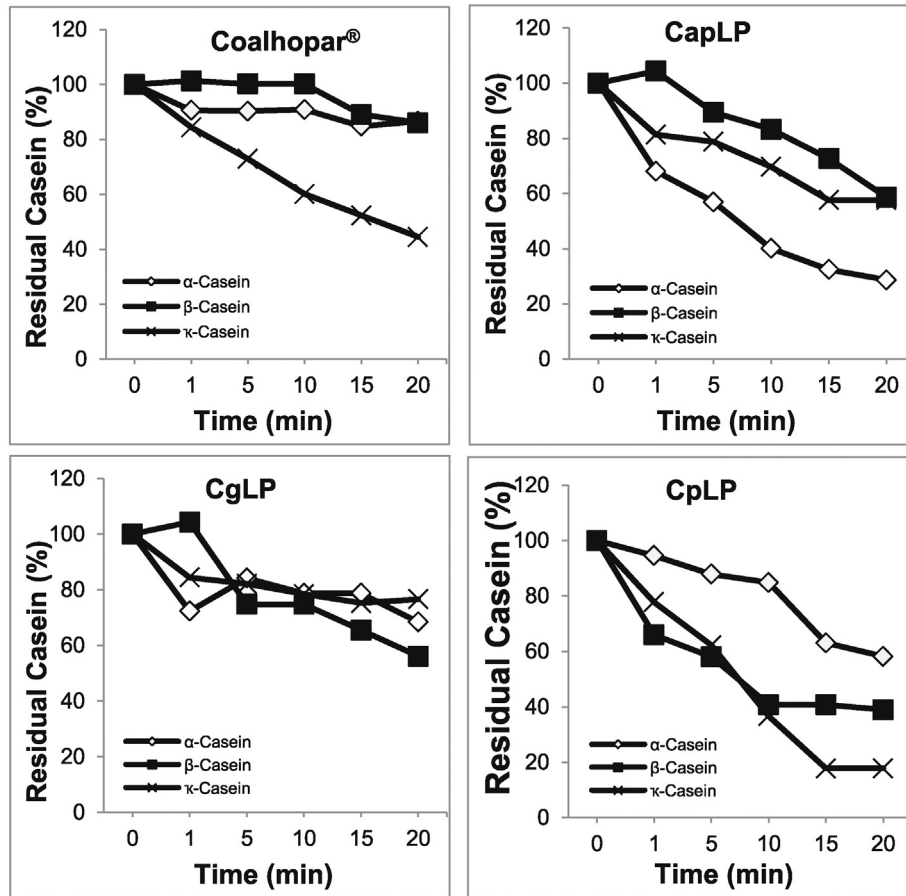 Coalhopar®
Residual Casein (%)
120
100
80
60
40
20
0
α-Casein
β-Casein
ĸ-Casein
0 1 5 10 15 20
Time (min)
CapLP
Residual Casein (%)
120
100
80
60
40
20
0
α-Casein
β-Casein
ĸ-Casein
0 1 5 10 15 20
Time (min)
CgLP
Residual Casein (%)
120
100
80
60
40
20
0
α-Casein
β-Casein
ĸ-Casein
0 1 5 10 15 20
Time (min)
CpLP
Residual Casein (%)
120
100
80
60
40
20
0
α-Casein
β-Casein
ĸ-Casein
0 1 5 10 15 20
Time (min)